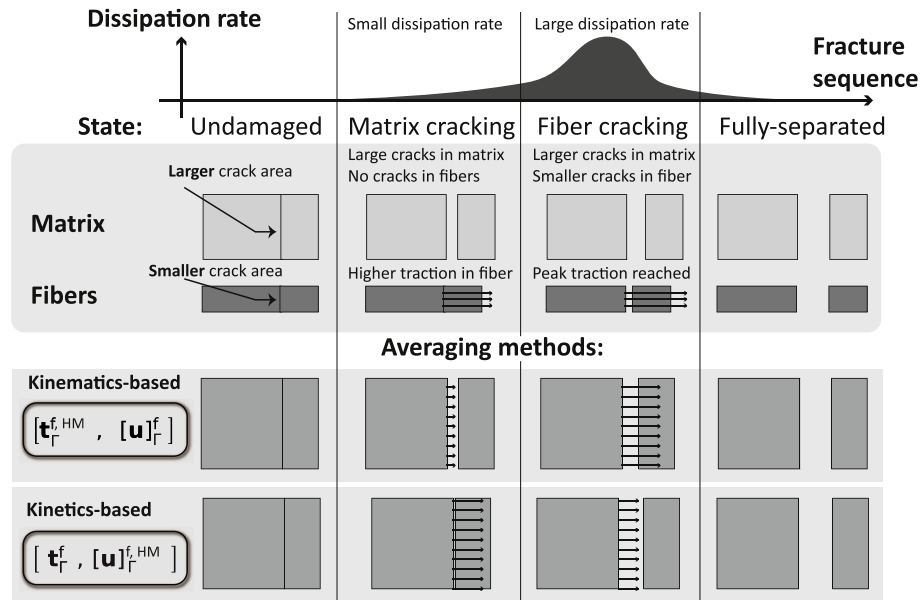 Dissipation rate
Small dissipation rate
Large dissipation rate
Fracture
sequence
State: Undamaged Matrix cracking Fiber cracking Fully-separated
Large cracks in matrix
No cracks in fibers
Larger cracks in matrix
Smaller cracks in fiber
Larger crack area
Matrix
Smaller crack area
Higher traction in fiber
Peak traction reached
Fibers
Averaging methods:
Kinematics-based
[t_Γ^{f, HM} , [u]_Γ^f ]
Kinetics-based
[ t_Γ^f , [u]_Γ^{f, HM} ]